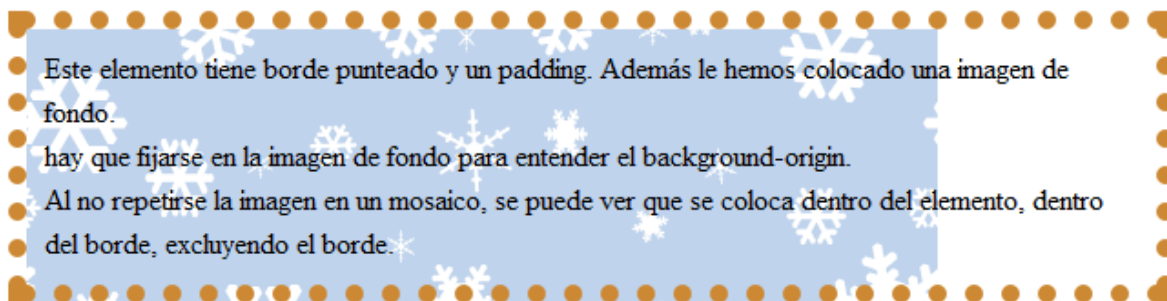 Este elemento tiene borde punteado y un padding. Además le hemos colocado una imagen de
fondo.
hay que fijarse en la imagen de fondo para entender el background-origin.
Al no repetirse la imagen en un mosaico, se puede ver que se coloca dentro del elemento, dentro
del borde, excluyendo el borde.